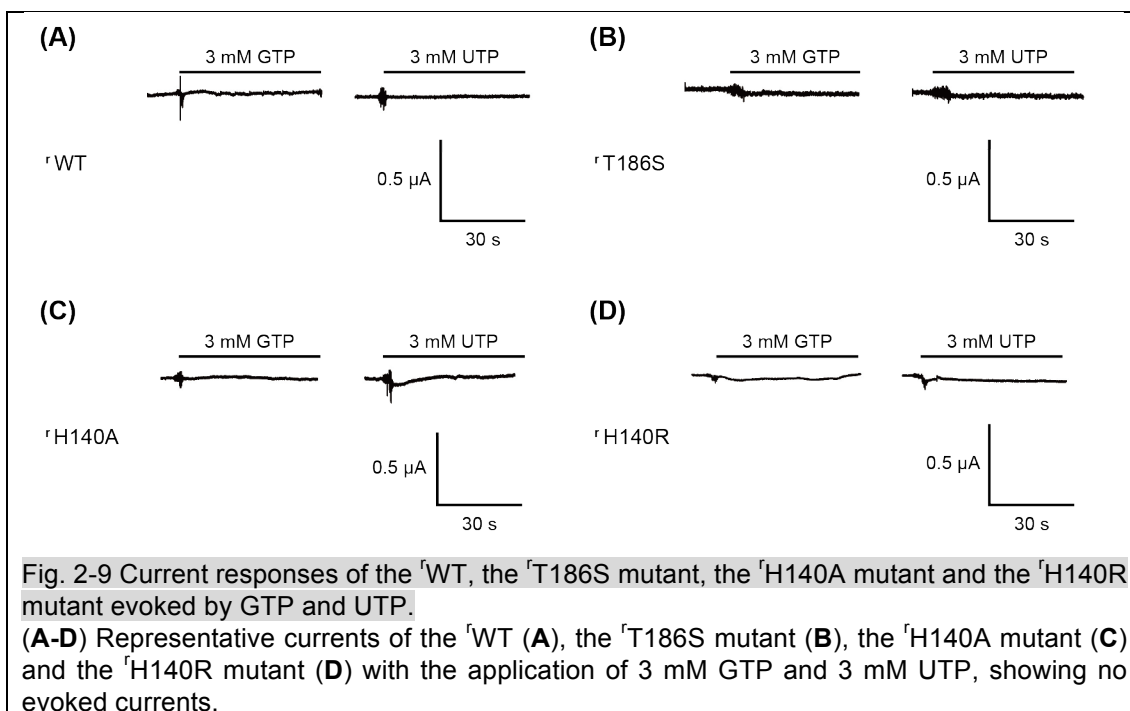 (A)
3 mM GTP
3 mM UTP
ʳ WT
0.5 µA
30 s
(B)
3 mM GTP
3 mM UTP
ʳ T186S
0.5 µA
30 s
(C)
3 mM GTP
3 mM UTP
ʳ H140A
0.5 µA
30 s
(D)
3 mM GTP
3 mM UTP
ʳ H140R
0.5 µA
30 s
Fig. 2-9 Current responses of the ʳWT, the ʳT186S mutant, the ʳH140A mutant and the ʳH140R
mutant evoked by GTP and UTP.
(A-D) Representative currents of the ʳWT (A), the ʳT186S mutant (B), the ʳH140A mutant (C)
and the ʳH140R mutant (D) with the application of 3 mM GTP and 3 mM UTP, showing no
evoked currents.